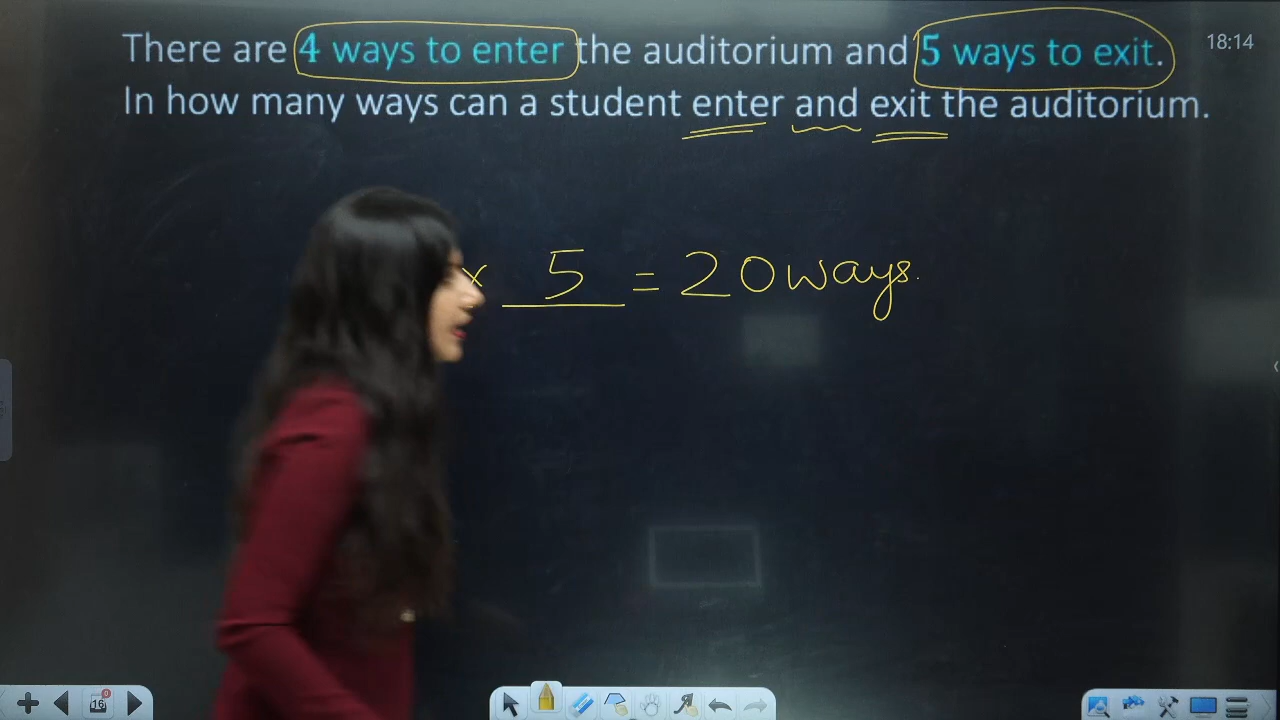 There are 4 ways to enter the auditorium and 5 ways to exit.
18:14
In how many ways can a student enter and exit the auditorium.
× 5 = 20 ways.
16